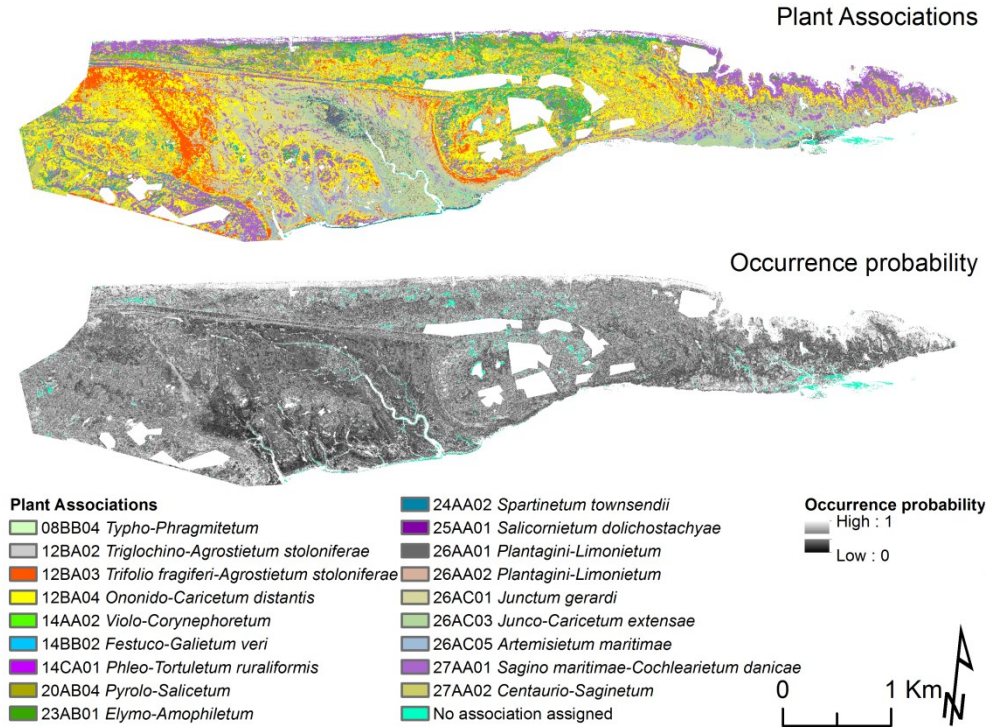 Plant Associations
Occurrence probability
Plant Associations
08BB04 Typho-Phragmitetum
12BA02 Triglochino-Agrostietum stoloniferae
12BA03 Trifolio fragiferi-Agrostietum stoloniferae
12BA04 Ononido-Caricetum distantis
14AA02 Violo-Corynephoretum
14BB02 Festuco-Galietum veri
14CA01 Phleo-Tortuletum ruraliformis
20AB04 Pyrolo-Salicetum
23AB01 Elymo-Amophiletum
24AA02 Spartinetum townsendii
25AA01 Salicornietum dolichostachyae
26AA01 Plantagini-Limonietum
26AA02 Plantagini-Limonietum
26AC01 Junctum gerardi
26AC03 Junco-Caricetum extensae
26AC05 Artemisietum maritimae
27AA01 Sagino maritimae-Cochlearietum danicae
27AA02 Centaurio-Saginetum
No association assigned
Occurrence probability
High : 1
Low : 0
0 1 Km
N